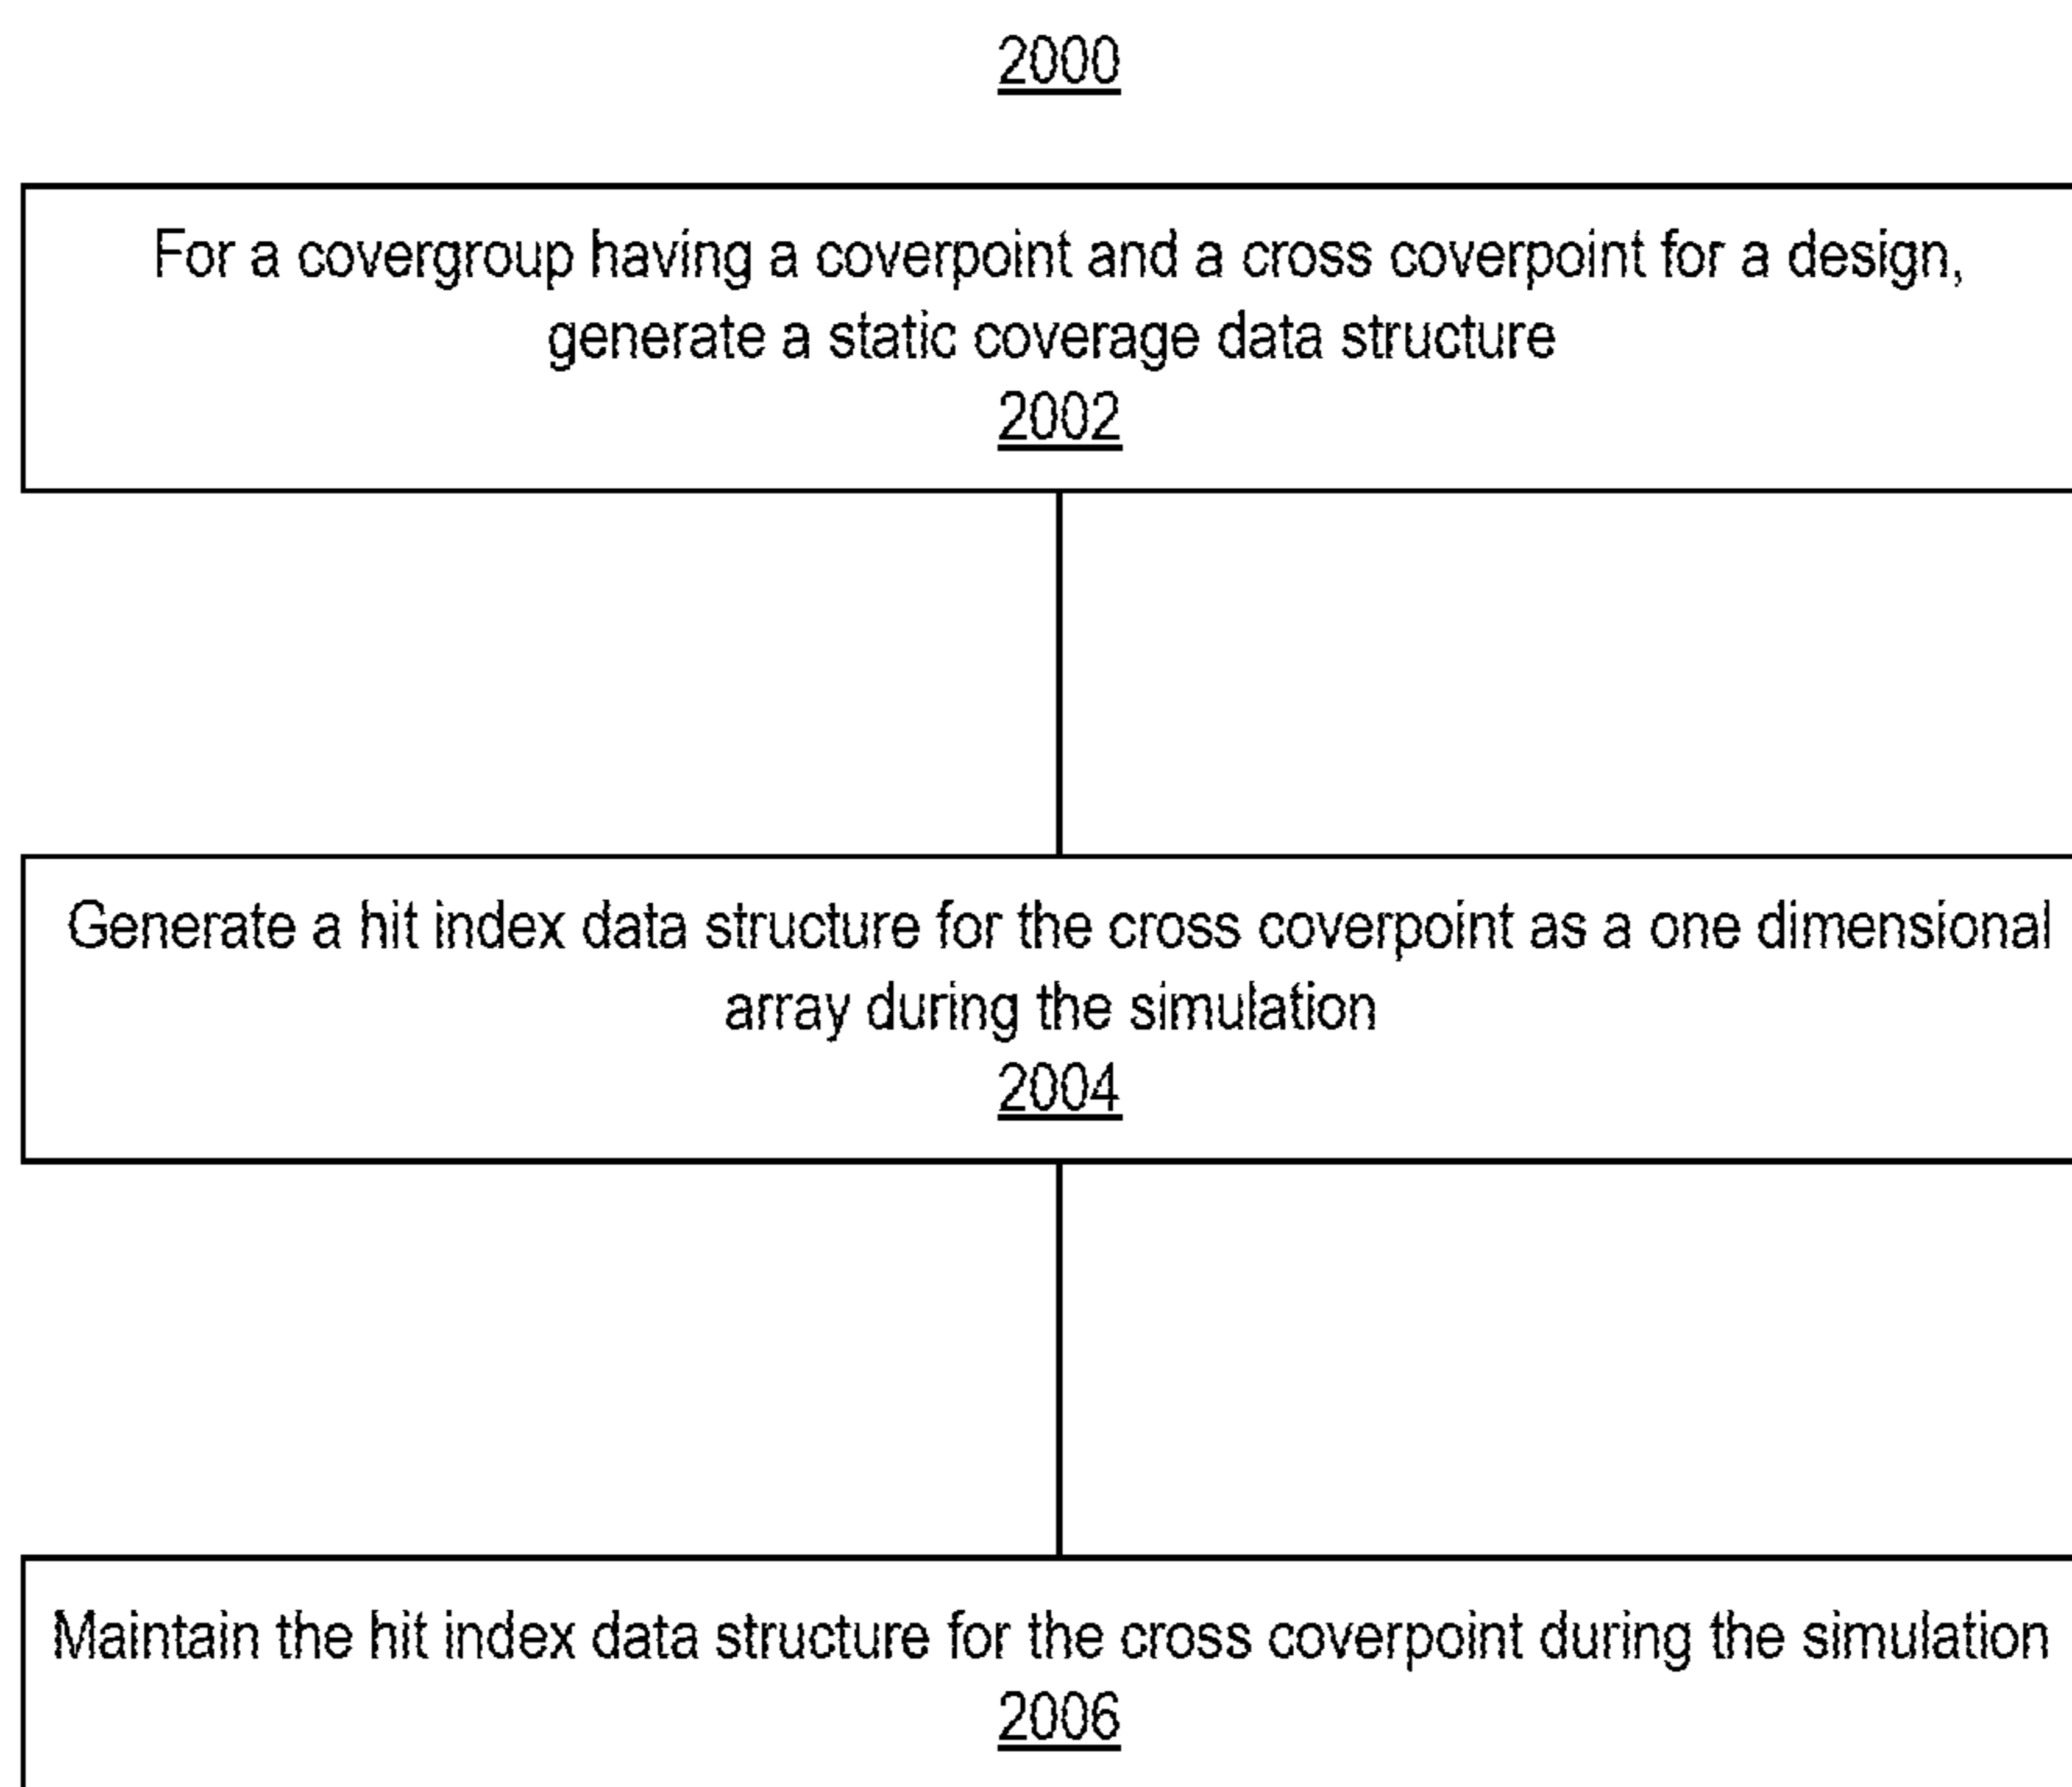 2000
For a covergroup having a coverpoint and a cross coverpoint for a design,
generate a static coverage data structure
2002
Generate a hit index data structure for the cross coverpoint as a one dimensional
array during the simulation
2004
Maintain the hit index data structure for the cross coverpoint during the simulation
2006